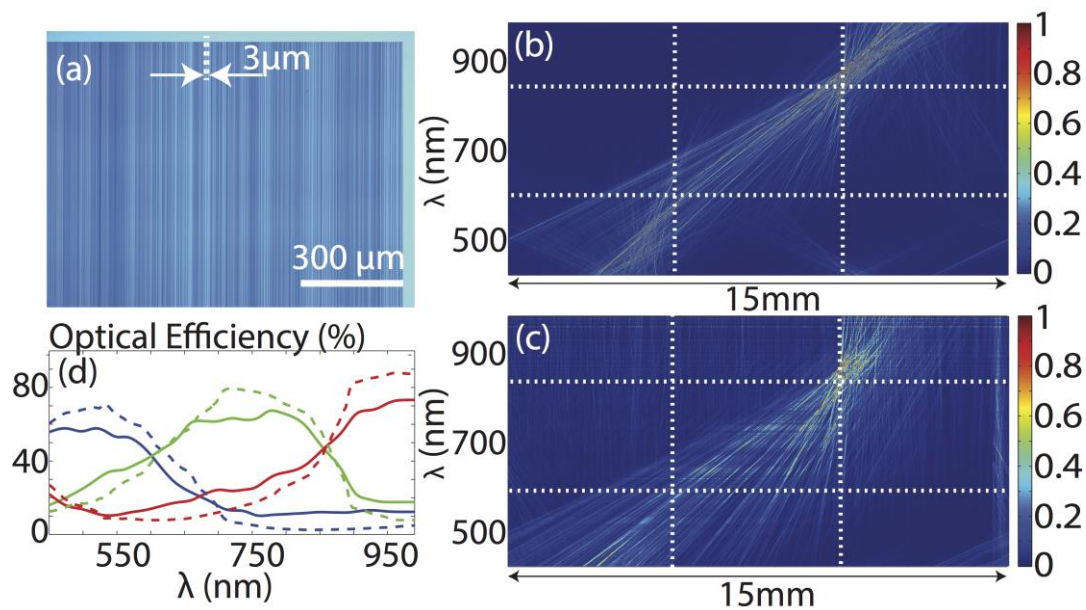 (a)
3μm
300 μm
(b)
λ (nm)
900
700
500
15mm
1
0.8
0.6
0.4
0.2
0
(c)
λ (nm)
900
700
500
15mm
1
0.8
0.6
0.4
0.2
0
Optical Efficiency (%)
(d)
80
40
0
550 750 950
λ (nm)